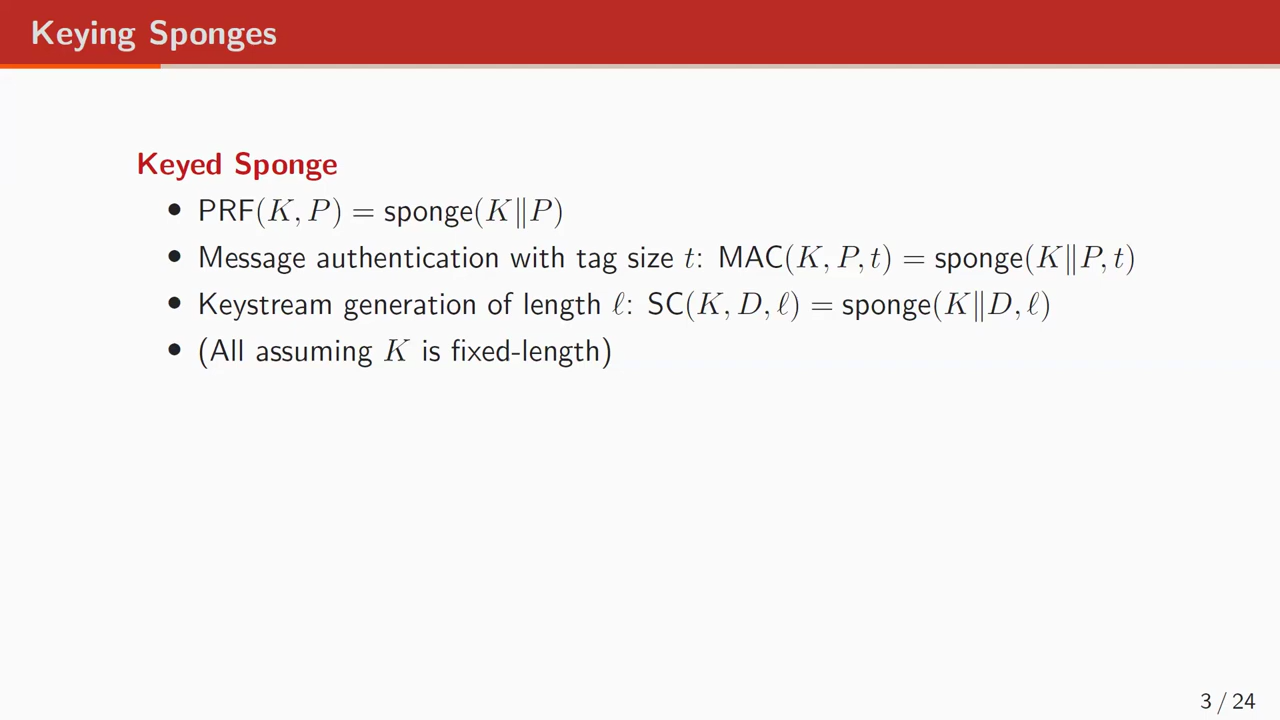 Keying Sponges
Keyed Sponge
• PRF(K, P) = sponge(K∥P)
• Message authentication with tag size t: MAC(K, P, t) = sponge(K∥P, t)
• Keystream generation of length ℓ: SC(K, D, ℓ) = sponge(K∥D, ℓ)
• (All assuming K is fixed-length)
3 / 24